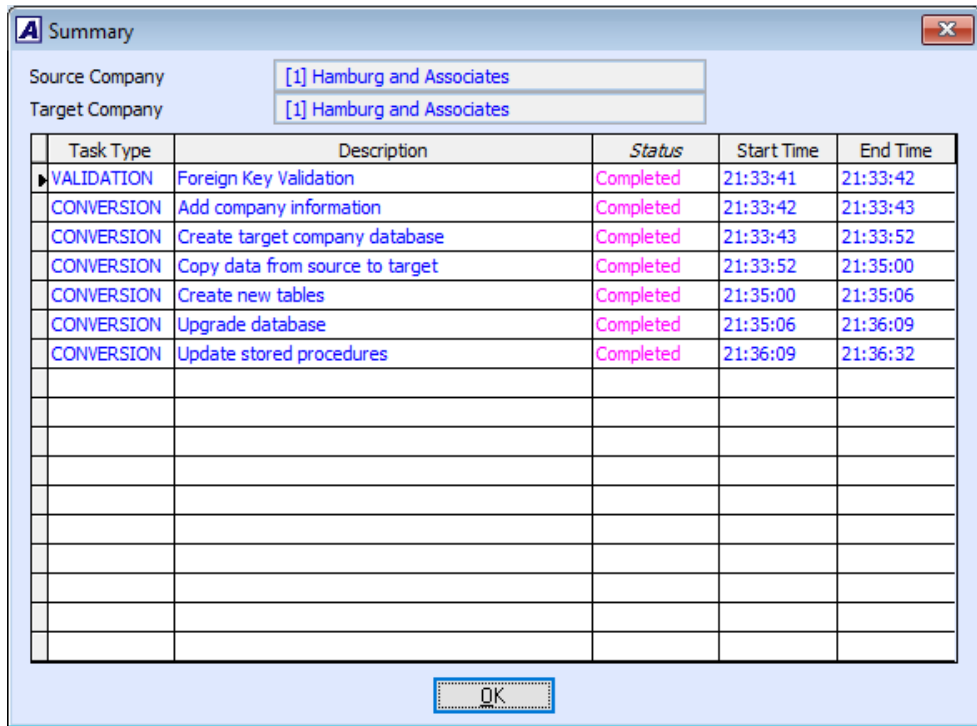 A Summary
Source Company [1] Hamburg and Associates
Target Company [1] Hamburg and Associates
Task Type Description Status Start Time End Time
VALIDATION Foreign Key Validation Completed 21:33:41 21:33:42
CONVERSION Add company information Completed 21:33:42 21:33:43
CONVERSION Create target company database Completed 21:33:43 21:33:52
CONVERSION Copy data from source to target Completed 21:33:52 21:35:00
CONVERSION Create new tables Completed 21:35:00 21:35:06
CONVERSION Upgrade database Completed 21:35:06 21:36:09
CONVERSION Update stored procedures Completed 21:36:09 21:36:32
OK